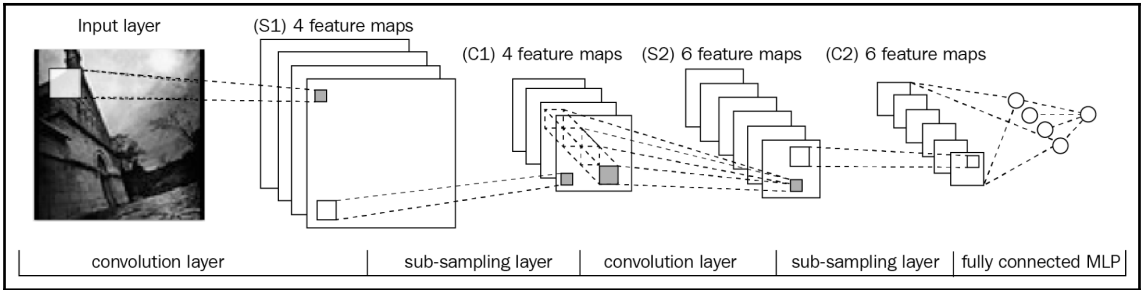 Input layer
(S1) 4 feature maps
(C1) 4 feature maps
(S2) 6 feature maps
(C2) 6 feature maps
convolution layer
sub-sampling layer
convolution layer
sub-sampling layer
fully connected MLP